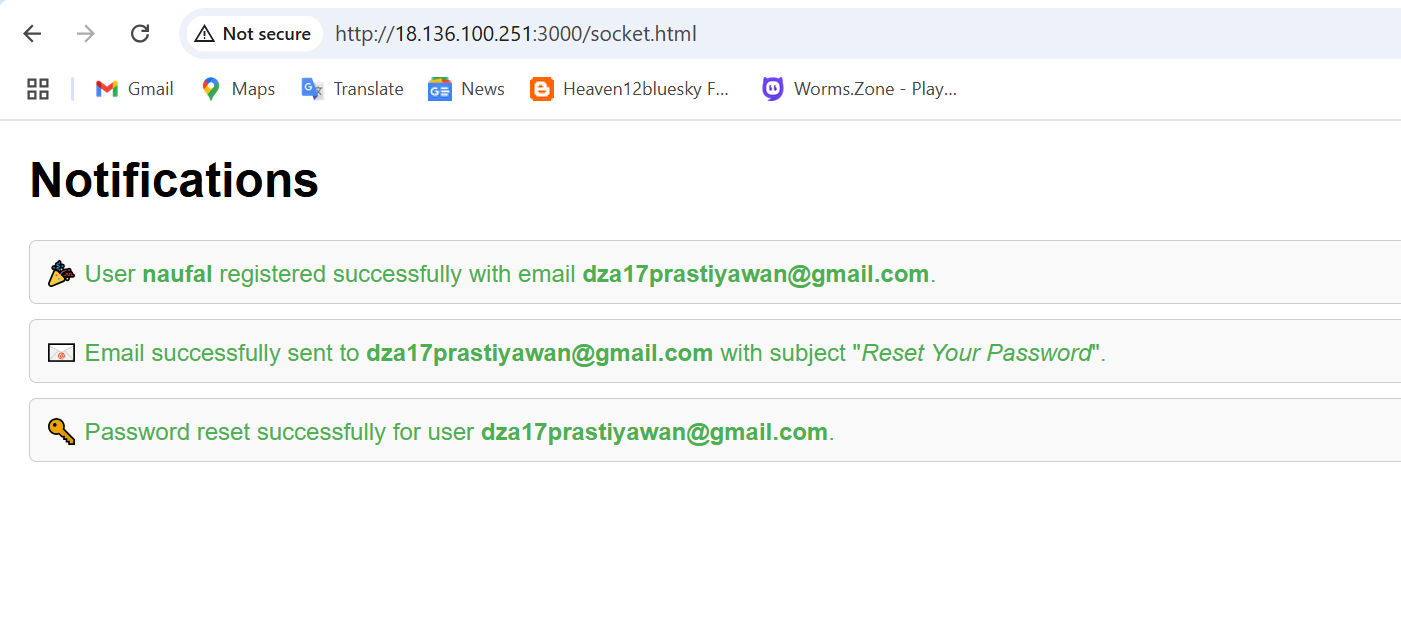 Not secure http://18.136.100.251:3000/socket.html
Gmail Maps Translate News Heaven12bluesky F... Worms.Zone - Play...
Notifications
User naufal registered successfully with email dza17prastiyawan@gmail.com.
Email successfully sent to dza17prastiyawan@gmail.com with subject "Reset Your Password".
Password reset successfully for user dza17prastiyawan@gmail.com.